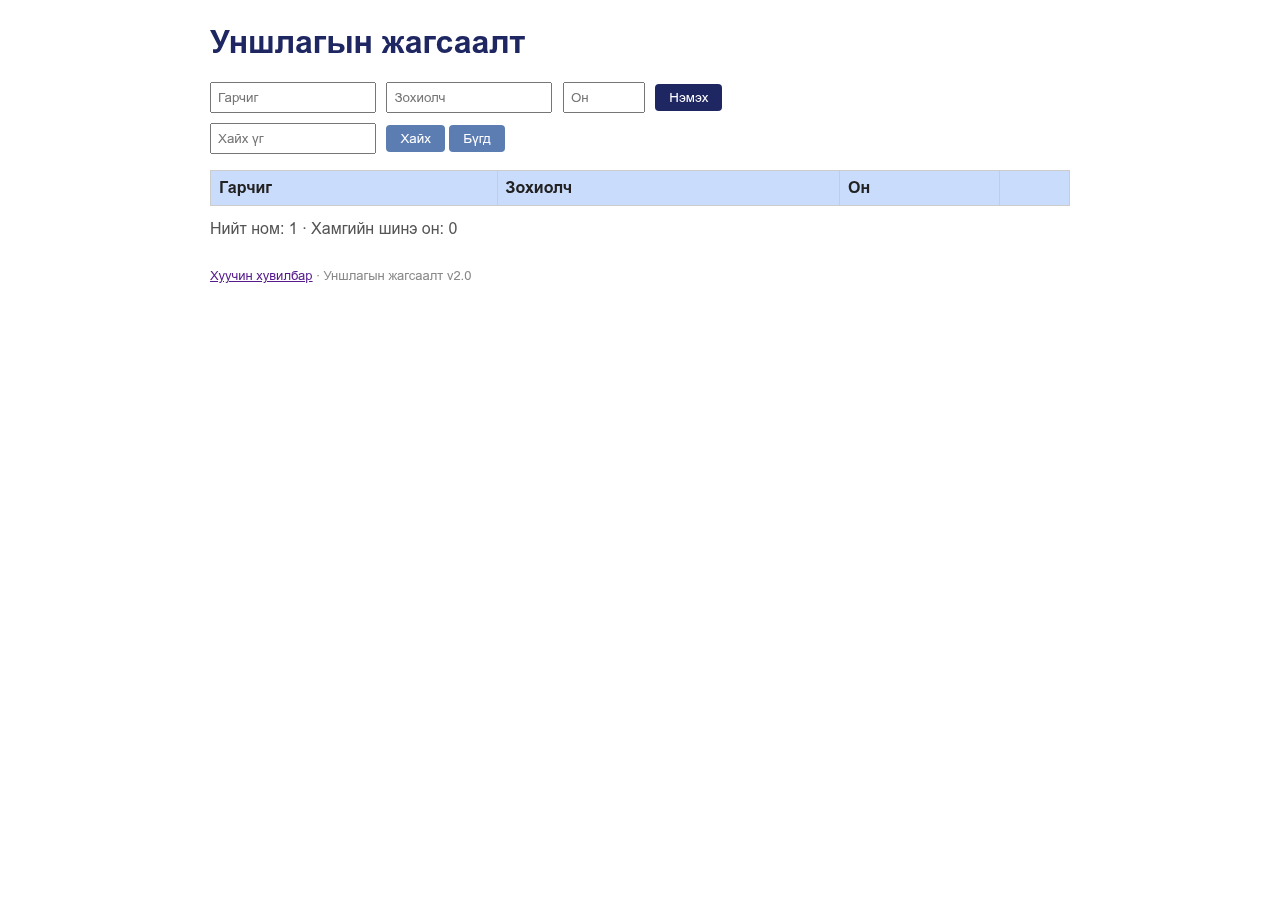 Уншлагын жагсаалт
Гарчиг Зохиолч Он Нэмэх
Хайх үг Хайх Бүгд
Гарчиг Зохиолч Он
Нийт ном: 1 · Хамгийн шинэ он: 0
Хуучин хувилбар · Уншлагын жагсаалт v2.0